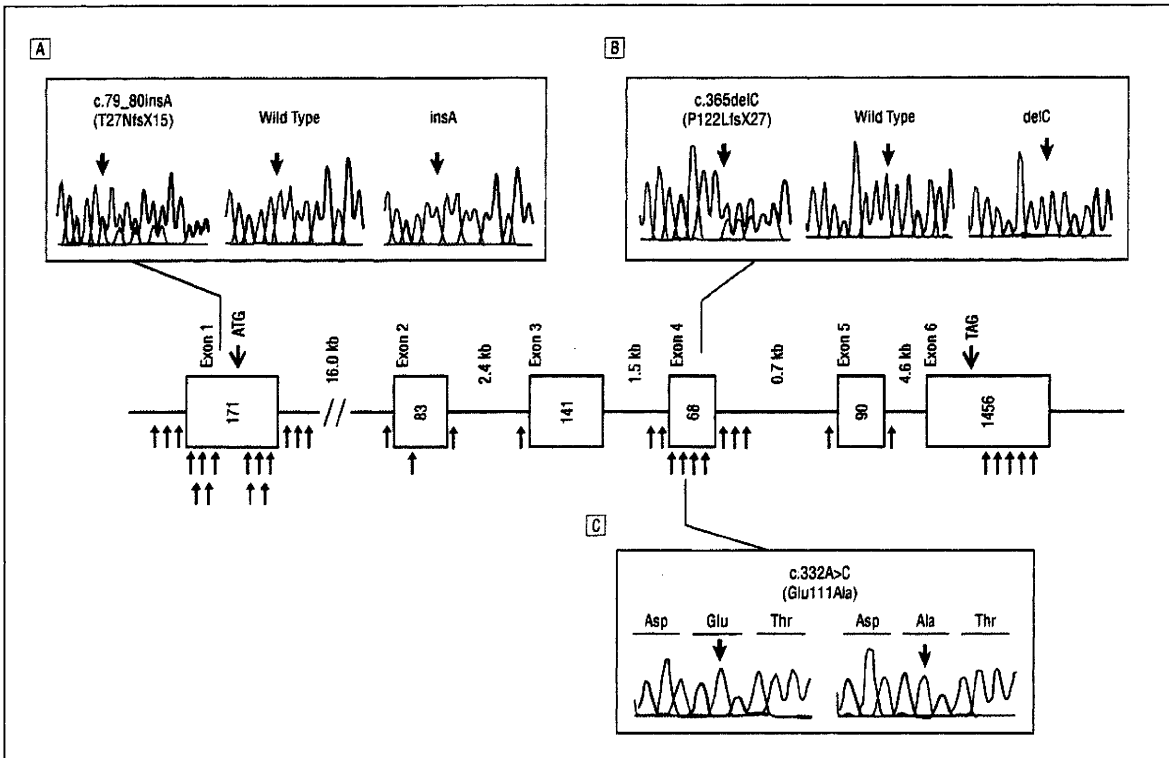 A
c.79_80insA
(T27NfsX15)
Wild Type
insA
B
c.365delC
(P122LfsX27)
Wild Type
delC
Exon 1
ATG
16.0 kb
Exon 2
2.4 kb
Exon 3
1.5 kb
Exon 4
0.7 kb
Exon 5
4.6 kb
Exon 6
TAG
171
83
141
68
90
1456
C
c.332A>C
(Glu111Ala)
Asp Glu Thr
Asp Ala Thr